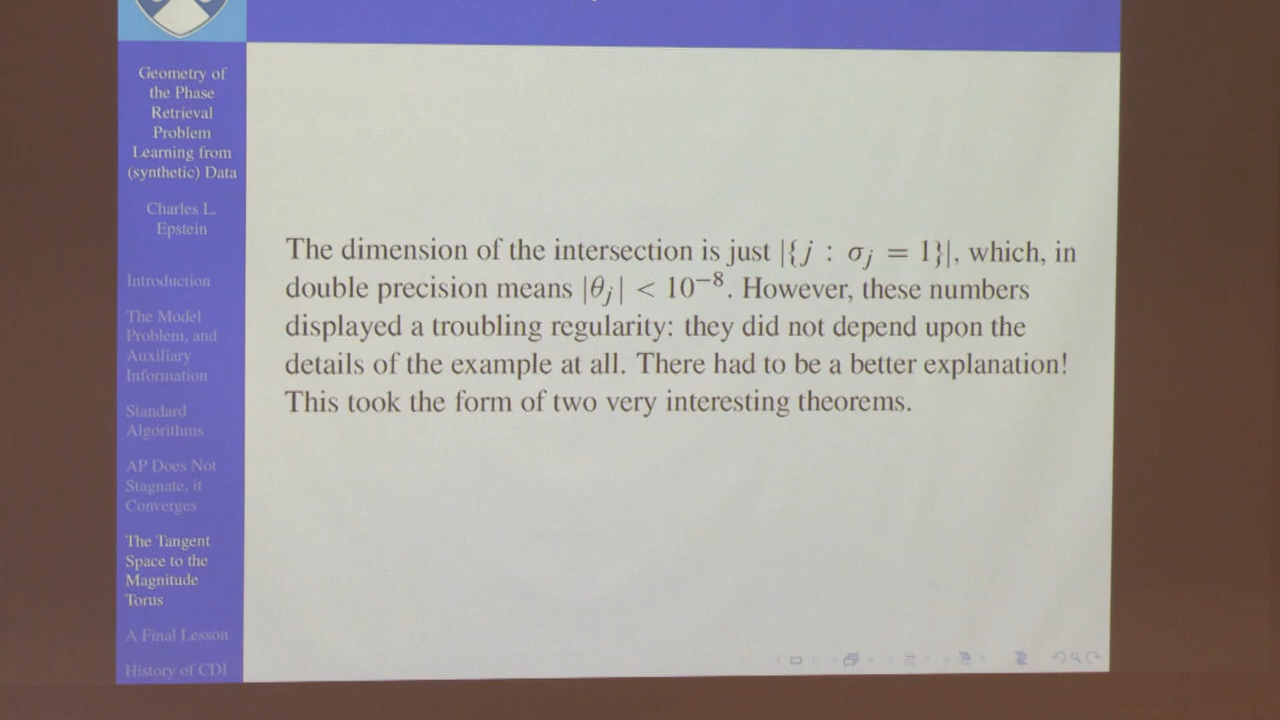 Geometry of
the Phase
Retrieval
Problem
Learning from
(synthetic) Data
Charles L.
Epstein
Introduction
The Model
Problem, and
Auxiliary
Information
Standard
Algorithms
AP Does Not
Stagnate, it
Converges
The Tangent
Space to the
Magnitude
Torus
A Final Lesson
History of CDI
The dimension of the intersection is just |{j : σⱼ = 1}|, which, in
double precision means |θⱼ| < 10⁻⁸. However, these numbers
displayed a troubling regularity: they did not depend upon the
details of the example at all. There had to be a better explanation!
This took the form of two very interesting theorems.